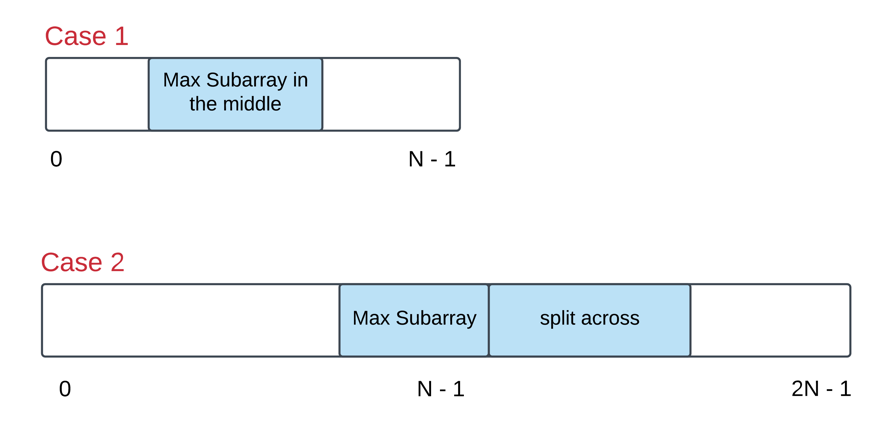 Case 1
Max Subarray in
the middle
0
N - 1
Case 2
Max Subarray
split across
0
N - 1
2N - 1